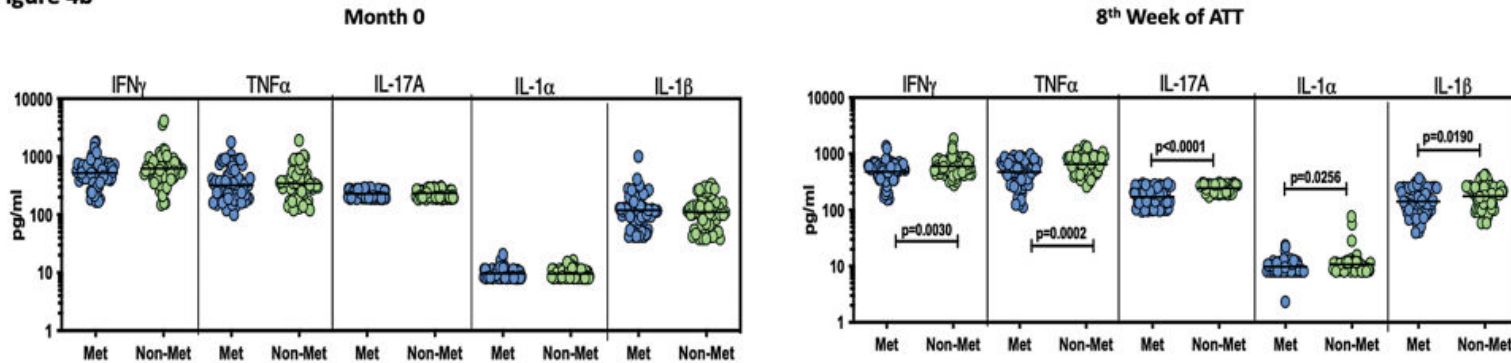 Figure 4b
Month 0
IFNγ TNFα IL-17A IL-1α IL-1β
10000
1000
100
10
1
pg/ml
Met Non-Met Met Non-Met Met Non-Met Met Non-Met Met Non-Met
8th Week of ATT
IFNγ TNFα IL-17A IL-1α IL-1β
10000
1000
100
10
1
pg/ml
p=0.0030
p=0.0002
p<0.0001
p=0.0256
p=0.0190
Met Non-Met Met Non-Met Met Non-Met Met Non-Met Met Non-Met